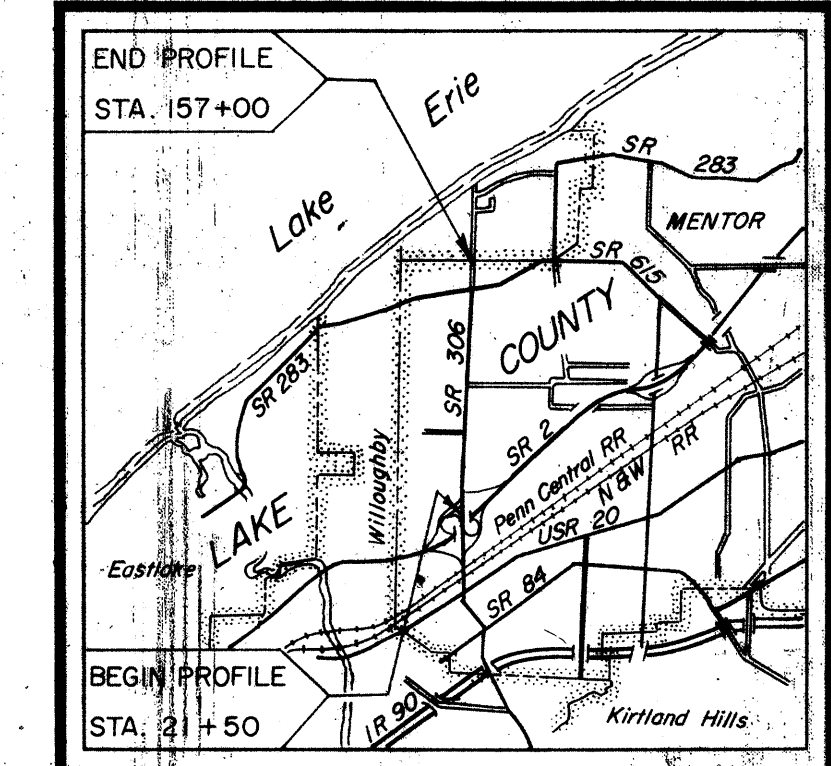 END PROFILE
STA. 157+00
Lake Erie
SR 283
MENTOR
SR 615
COUNTY
SR 306
SR 283
SR 2
Willoughby
Penn Central RR
N&W RR
USR 20
LAKE
Eastlake
SR 84
BEGIN PROFILE
STA. 21+50
IR 90
Kirtland Hills